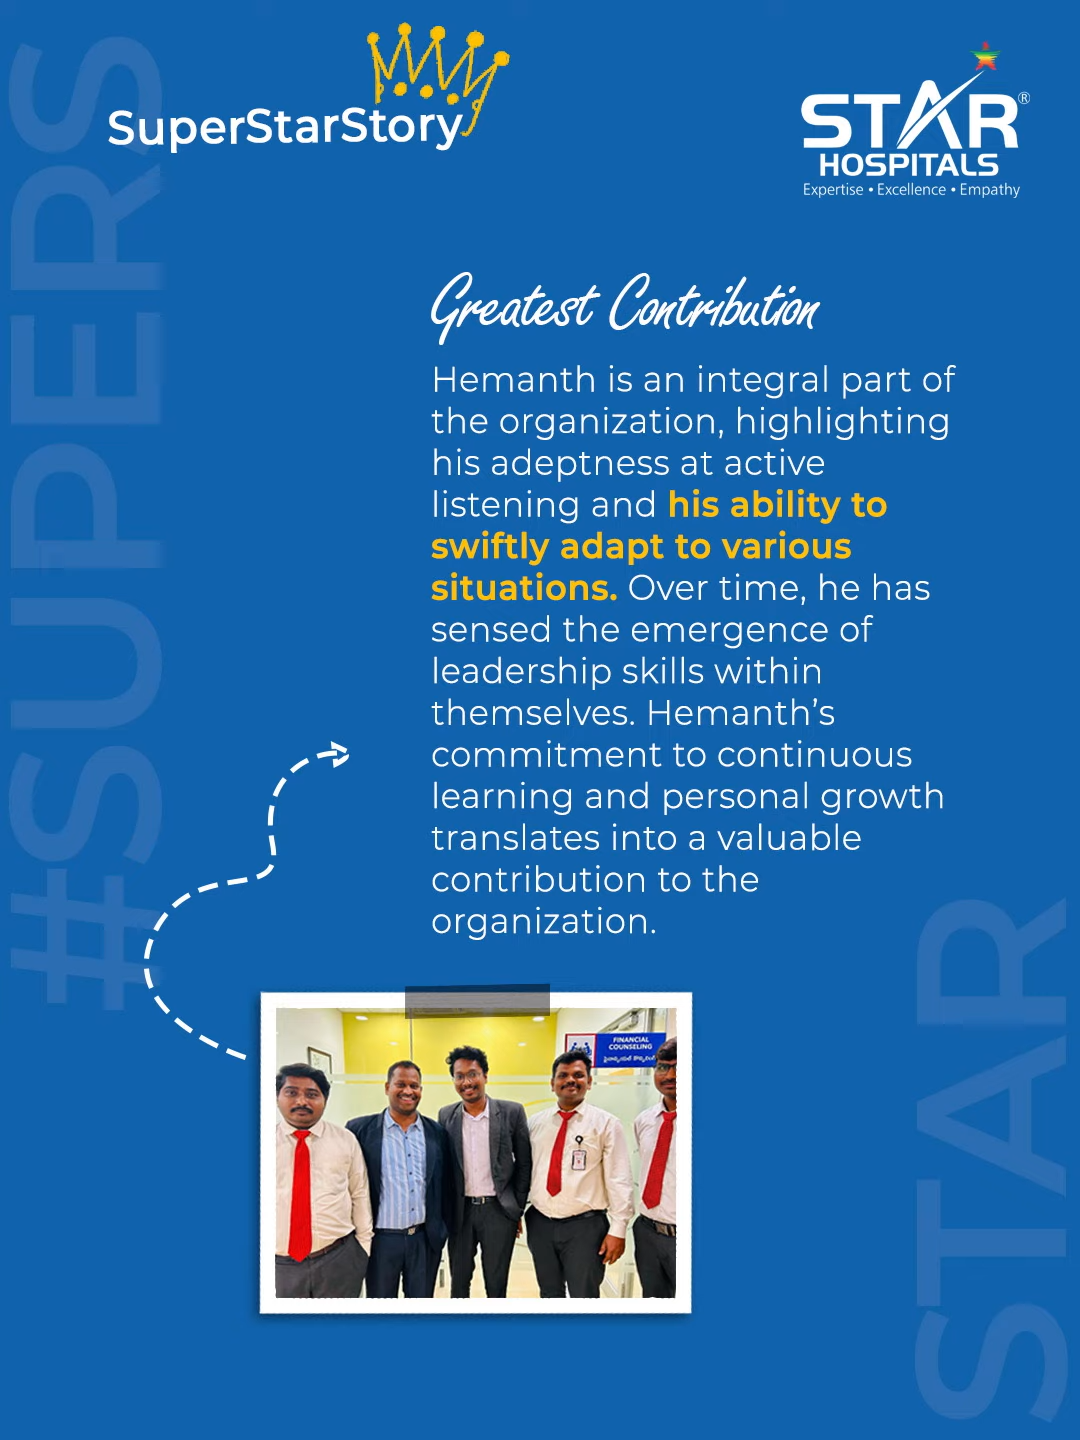 SuperStarStory
STAR®
HOSPITALS
Expertise • Excellence • Empathy
Greatest Contribution
Hemanth is an integral part of
the organization, highlighting
his adeptness at active
listening and his ability to
swiftly adapt to various
situations. Over time, he has
sensed the emergence of
leadership skills within
themselves. Hemanth’s
commitment to continuous
learning and personal growth
translates into a valuable
contribution to the
organization.
FINANCIAL
COUNSELING
ఫైనాన్షియల్ కౌన్సెలింగ్
#SUPERS
STAR